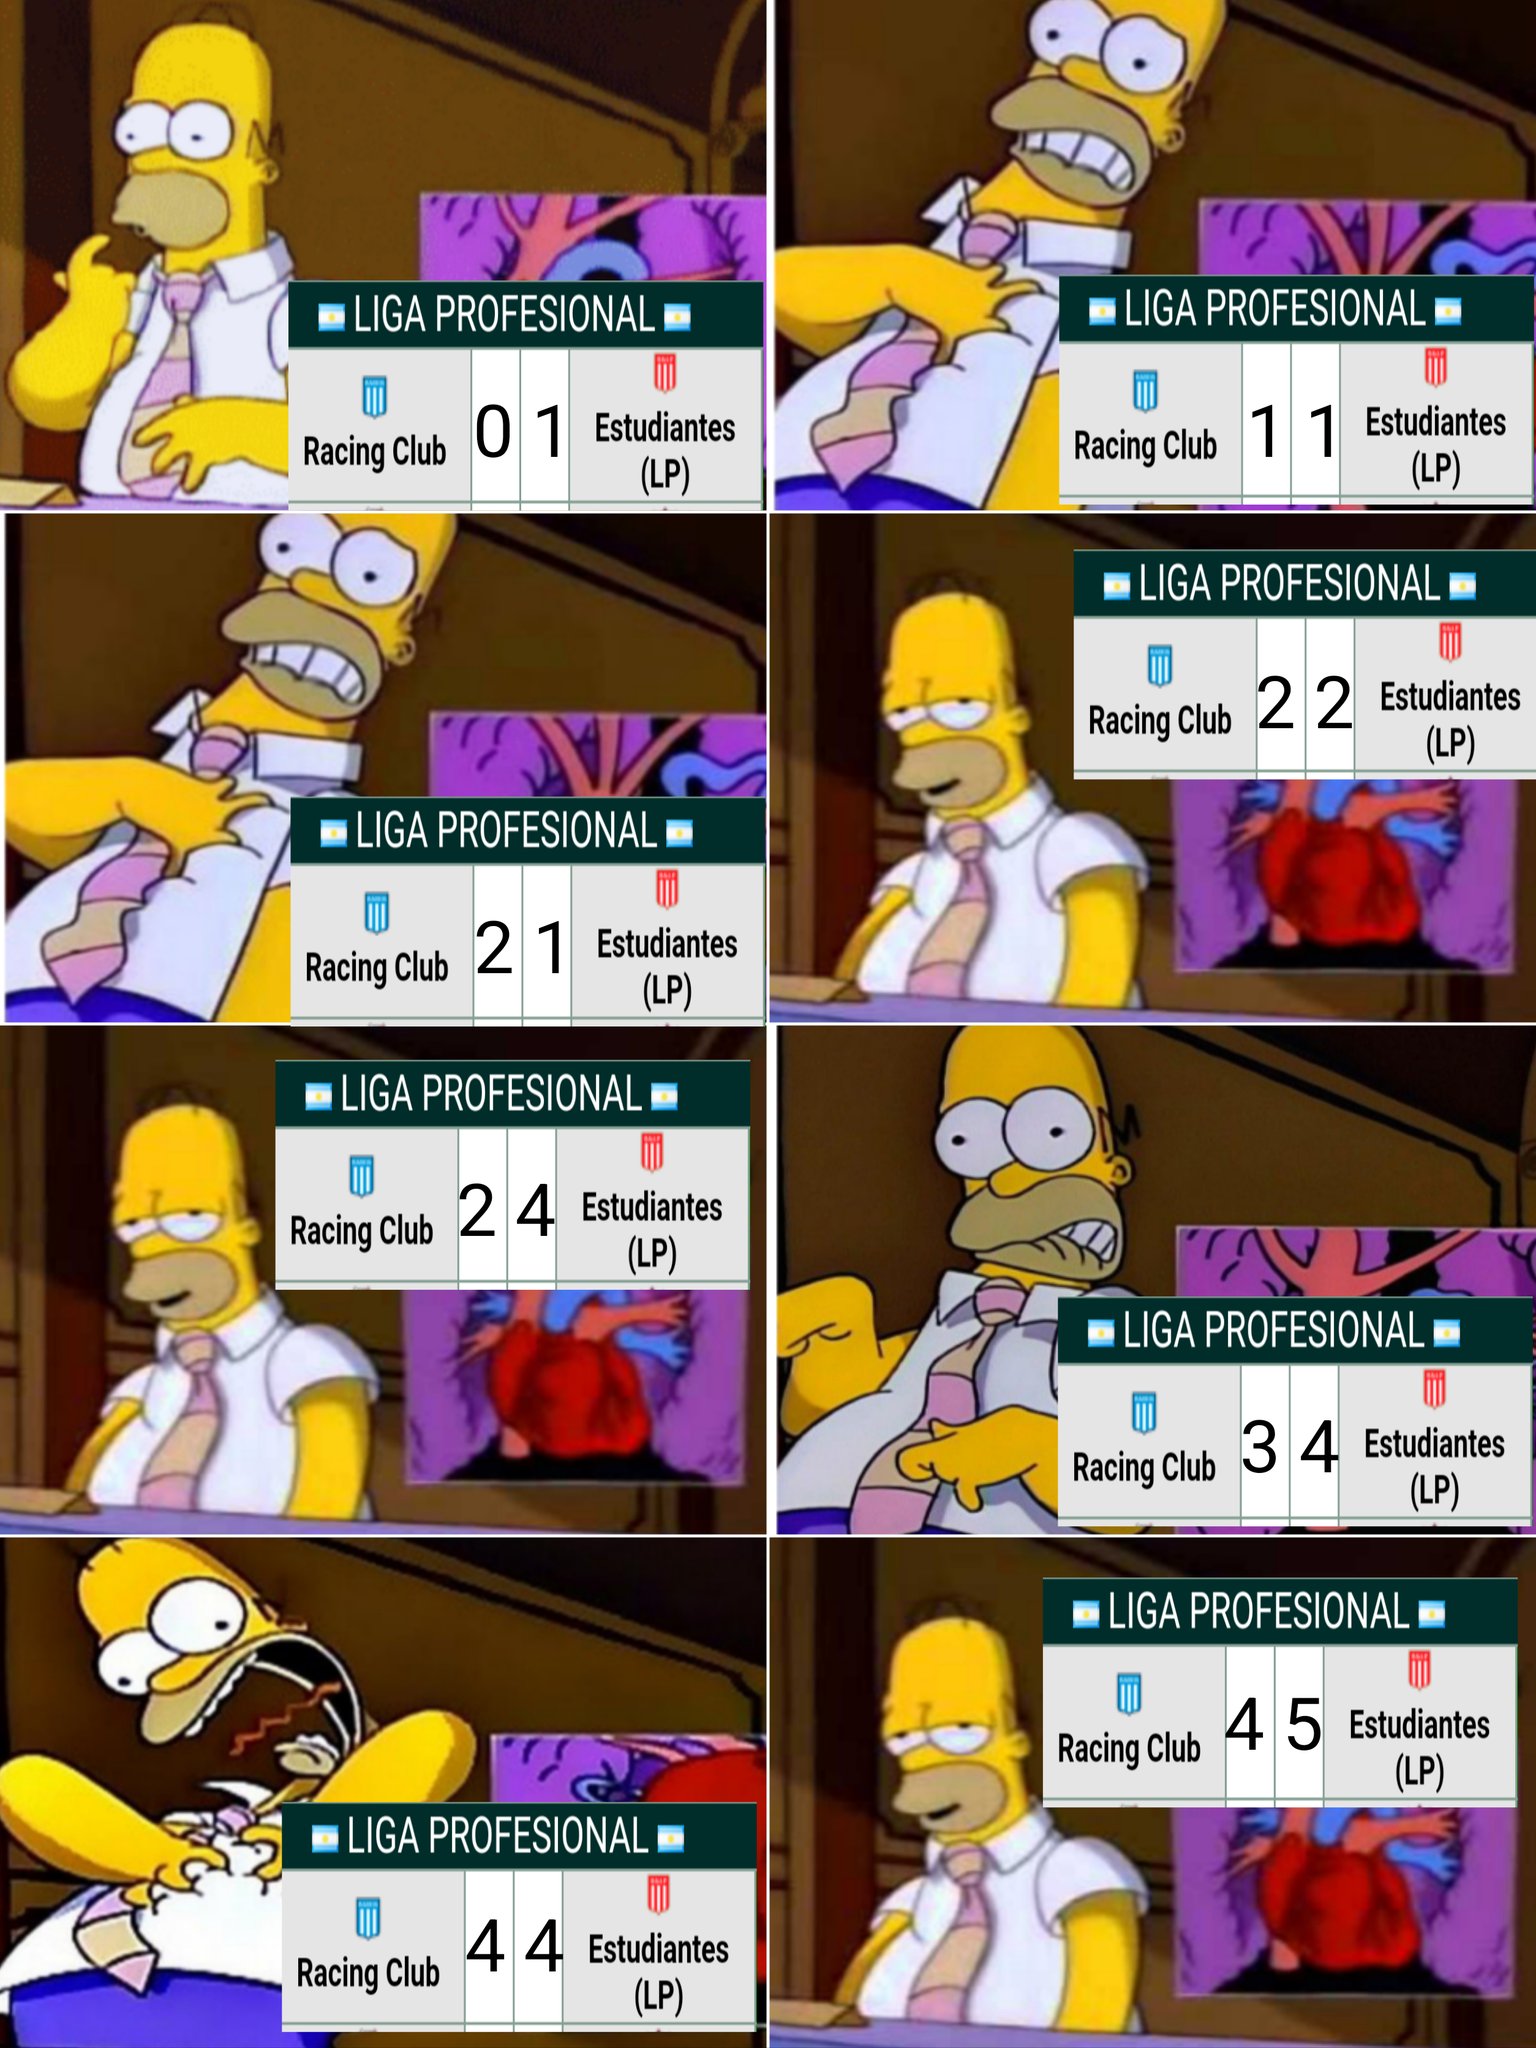 LIGA PROFESIONAL
Racing Club 0 1 Estudiantes
(LP)
LIGA PROFESIONAL
Racing Club 1 1 Estudiantes
(LP)
LIGA PROFESIONAL
Racing Club 2 1 Estudiantes
(LP)
LIGA PROFESIONAL
Racing Club 2 2 Estudiantes
(LP)
LIGA PROFESIONAL
Racing Club 2 4 Estudiantes
(LP)
LIGA PROFESIONAL
Racing Club 3 4 Estudiantes
(LP)
LIGA PROFESIONAL
Racing Club 4 4 Estudiantes
(LP)
LIGA PROFESIONAL
Racing Club 4 5 Estudiantes
(LP)